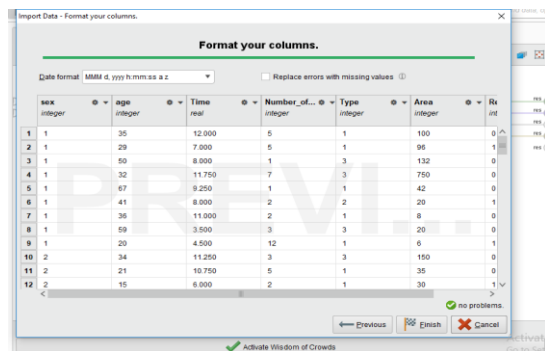 Import Data - Format your columns.
Format your columns.
Date format MMM d, yyyy h:mm:ss a z
Replace errors with missing values
sex age Time Number_of... Type Area Re
integer integer real integer integer integer int
1 1 35 12.000 5 1 100 0
2 1 29 7.000 5 1 96 1
3 1 50 8.000 1 3 132 0
4 1 32 11.750 7 3 750 0
5 1 67 9.250 1 1 42 0
6 1 41 8.000 2 2 20 1
7 1 36 11.000 2 1 8 0
8 1 59 3.500 3 3 20 0
9 1 20 4.500 12 1 6 1
10 2 34 11.250 3 3 150 0
11 2 21 10.750 5 1 35 0
12 2 15 6.000 2 1 30 1
PREVI...
no problems.
Previous Finish Cancel
Activate Wisdom of Crowds
Activat